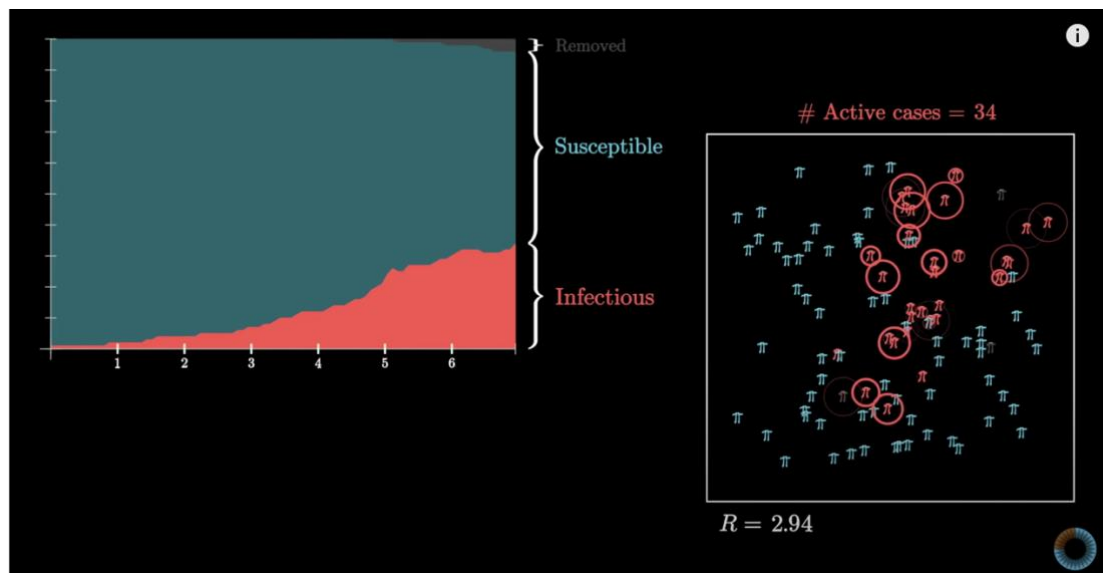 Removed
Susceptible
Infectious
1 2 3 4 5 6
# Active cases = 34
R = 2.94
i